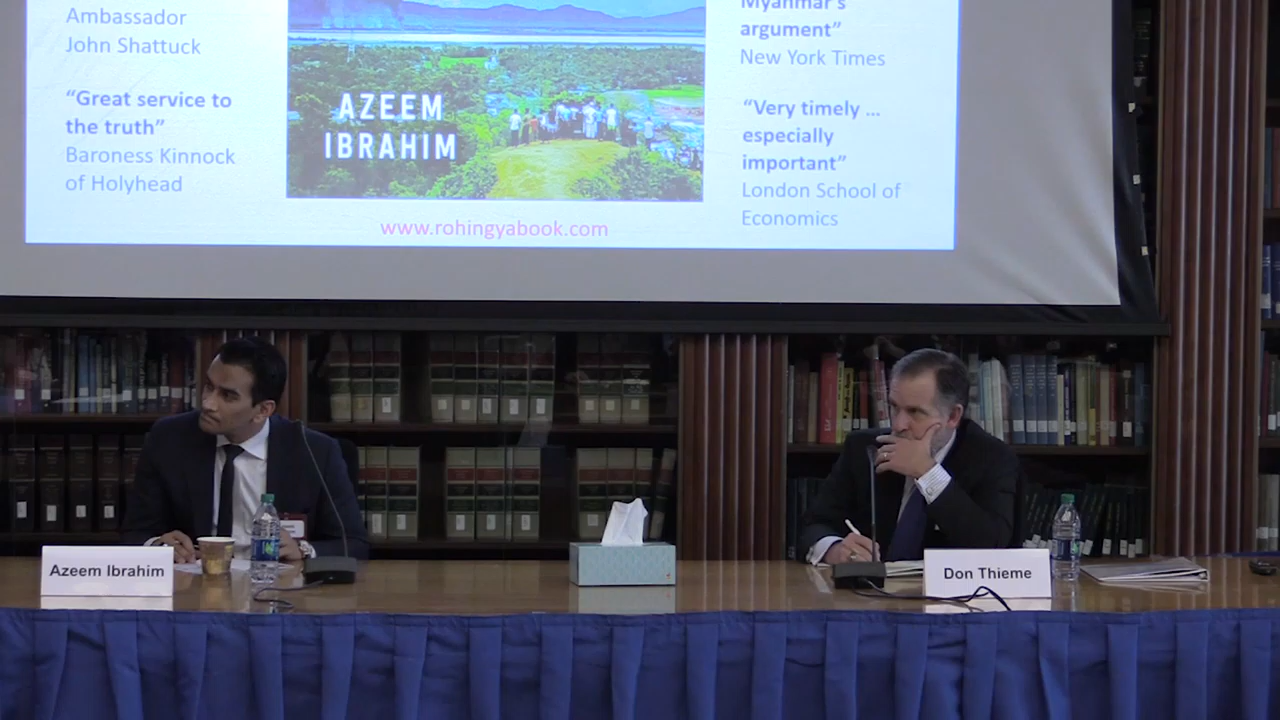 Ambassador
John Shattuck
“Great service to
the truth”
Baroness Kinnock
of Holyhead
AZEEM
IBRAHIM
www.rohingyabook.com
Myanmar's
argument”
New York Times
“Very timely ...
especially
important”
London School of
Economics
Azeem Ibrahim
Don Thieme